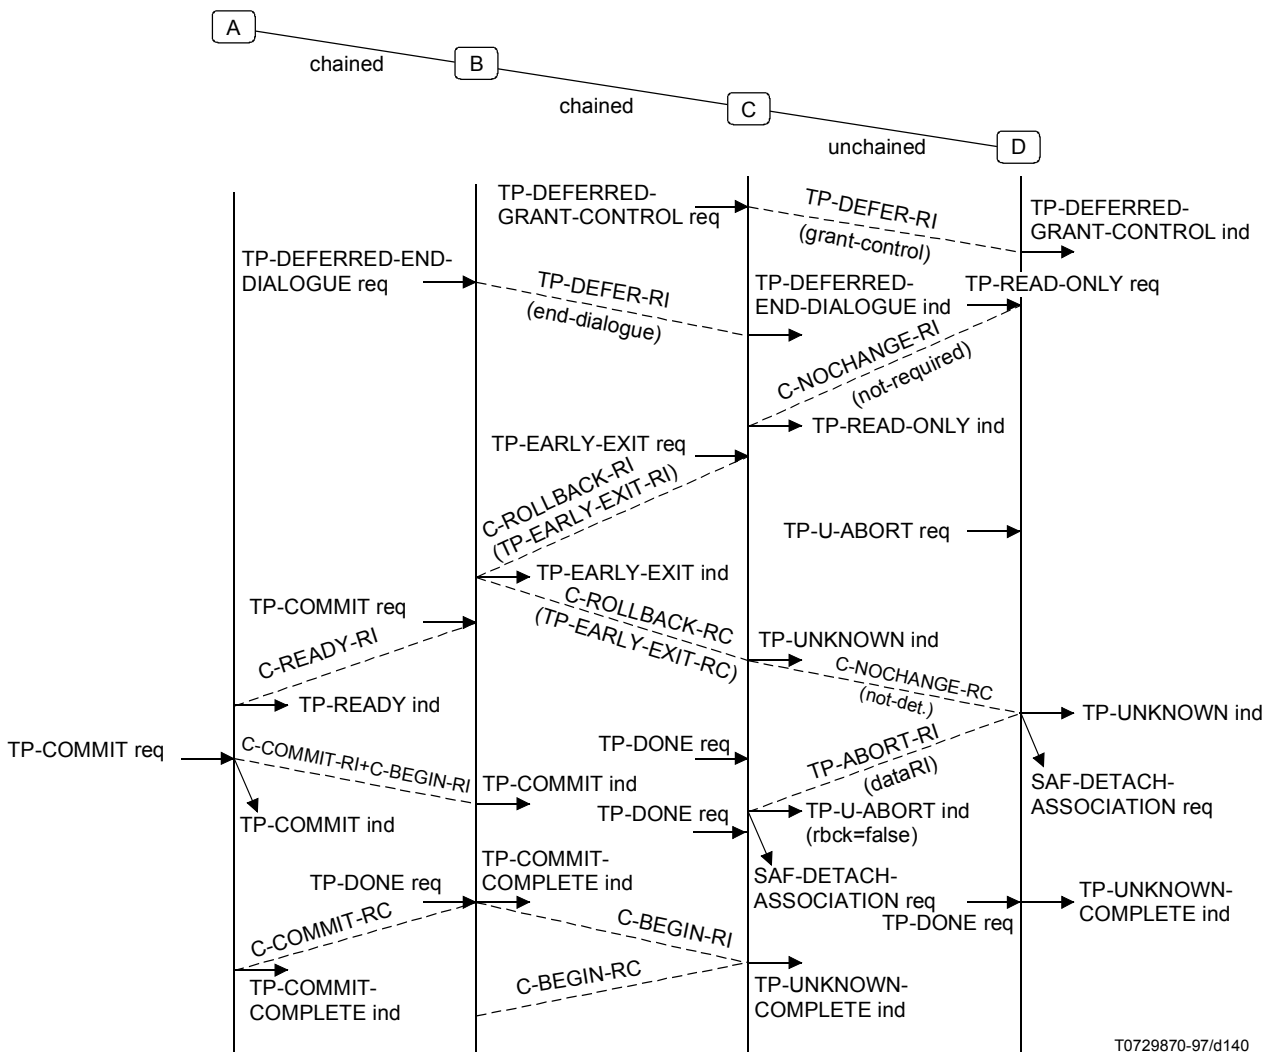 A
chained
B
chained
C
unchained
D
TP-DEFERRED-
GRANT-CONTROL req
TP-DEFER-RI
(grant-control)
TP-DEFERRED-
GRANT-CONTROL ind
TP-DEFERRED-END-
DIALOGUE req
TP-DEFER-RI
(end-dialogue)
TP-DEFERRED-
END-DIALOGUE ind
TP-READ-ONLY req
C-NOCHANGE-RI
(not-required)
TP-READ-ONLY ind
TP-EARLY-EXIT req
C-ROLLBACK-RI
(TP-EARLY-EXIT-RI)
TP-U-ABORT req
TP-EARLY-EXIT ind
TP-COMMIT req
C-ROLLBACK-RC
(TP-EARLY-EXIT-RC)
C-READY-RI
TP-UNKNOWN ind
C-NOCHANGE-RC
(not-det.)
TP-READY ind
TP-UNKNOWN ind
TP-COMMIT req
C-COMMIT-RI+C-BEGIN-RI
TP-DONE req
TP-ABORT-RI
(dataRI)
TP-COMMIT ind
SAF-DETACH-
ASSOCIATION req
TP-COMMIT ind
TP-DONE req
TP-U-ABORT ind
(rbck=false)
TP-COMMIT-
COMPLETE ind
TP-DONE req
SAF-DETACH-
ASSOCIATION req
TP-DONE req
TP-UNKNOWN-
COMPLETE ind
C-COMMIT-RC
C-BEGIN-RI
C-BEGIN-RC
TP-COMMIT-
COMPLETE ind
TP-UNKNOWN-
COMPLETE ind
T0729870-97/d140